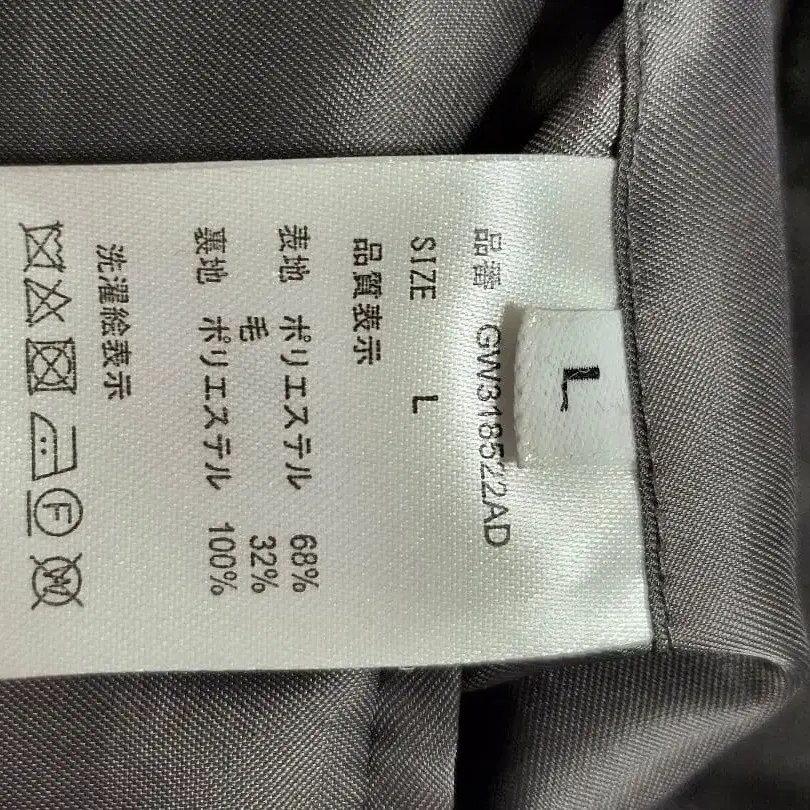 L
品番 GW318522AD
SIZE L
品質表示
表地 ポリエステル 68%
毛 32%
裏地 ポリエステル 100%
洗濯絵表示
F
W